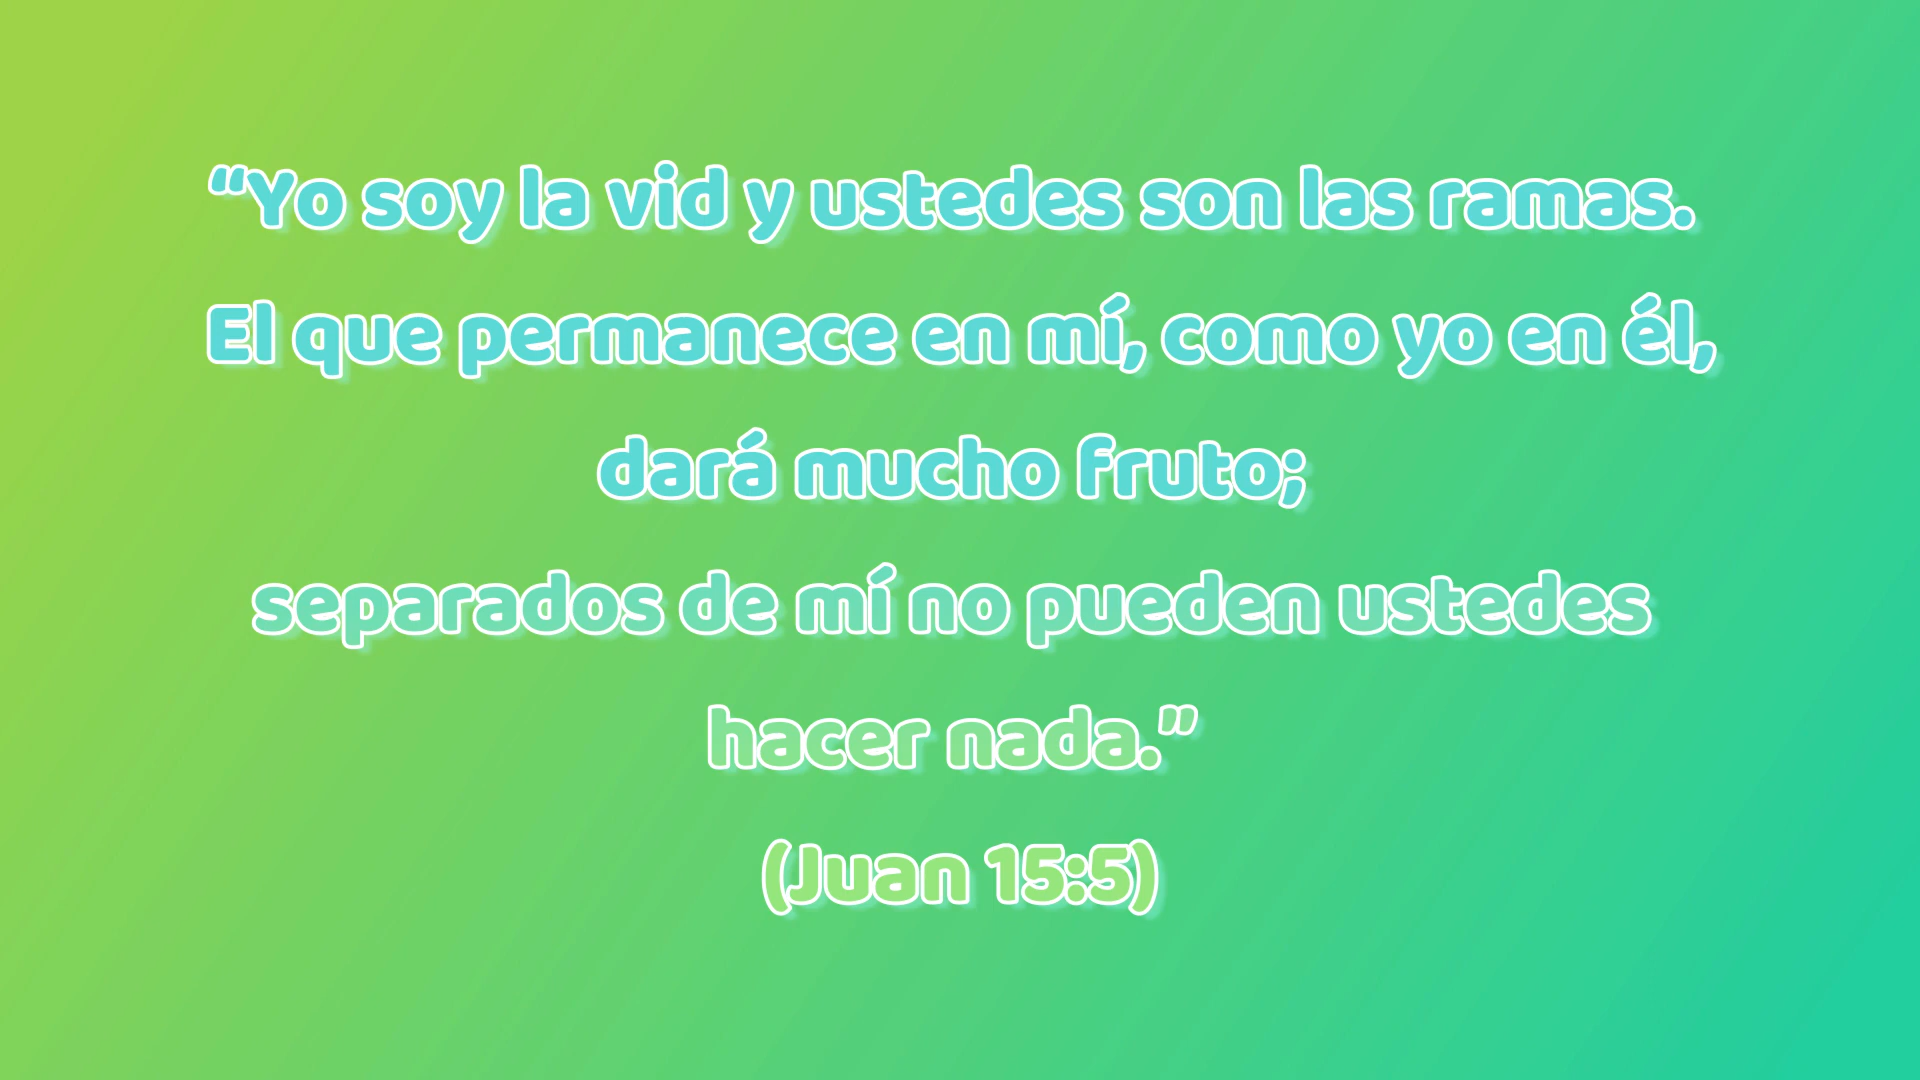 “Yo soy la vid y ustedes son las ramas.
El que permanece en mí, como yo en él,
dará mucho fruto;
separados de mí no pueden ustedes
hacer nada.”
(Juan 15:5)